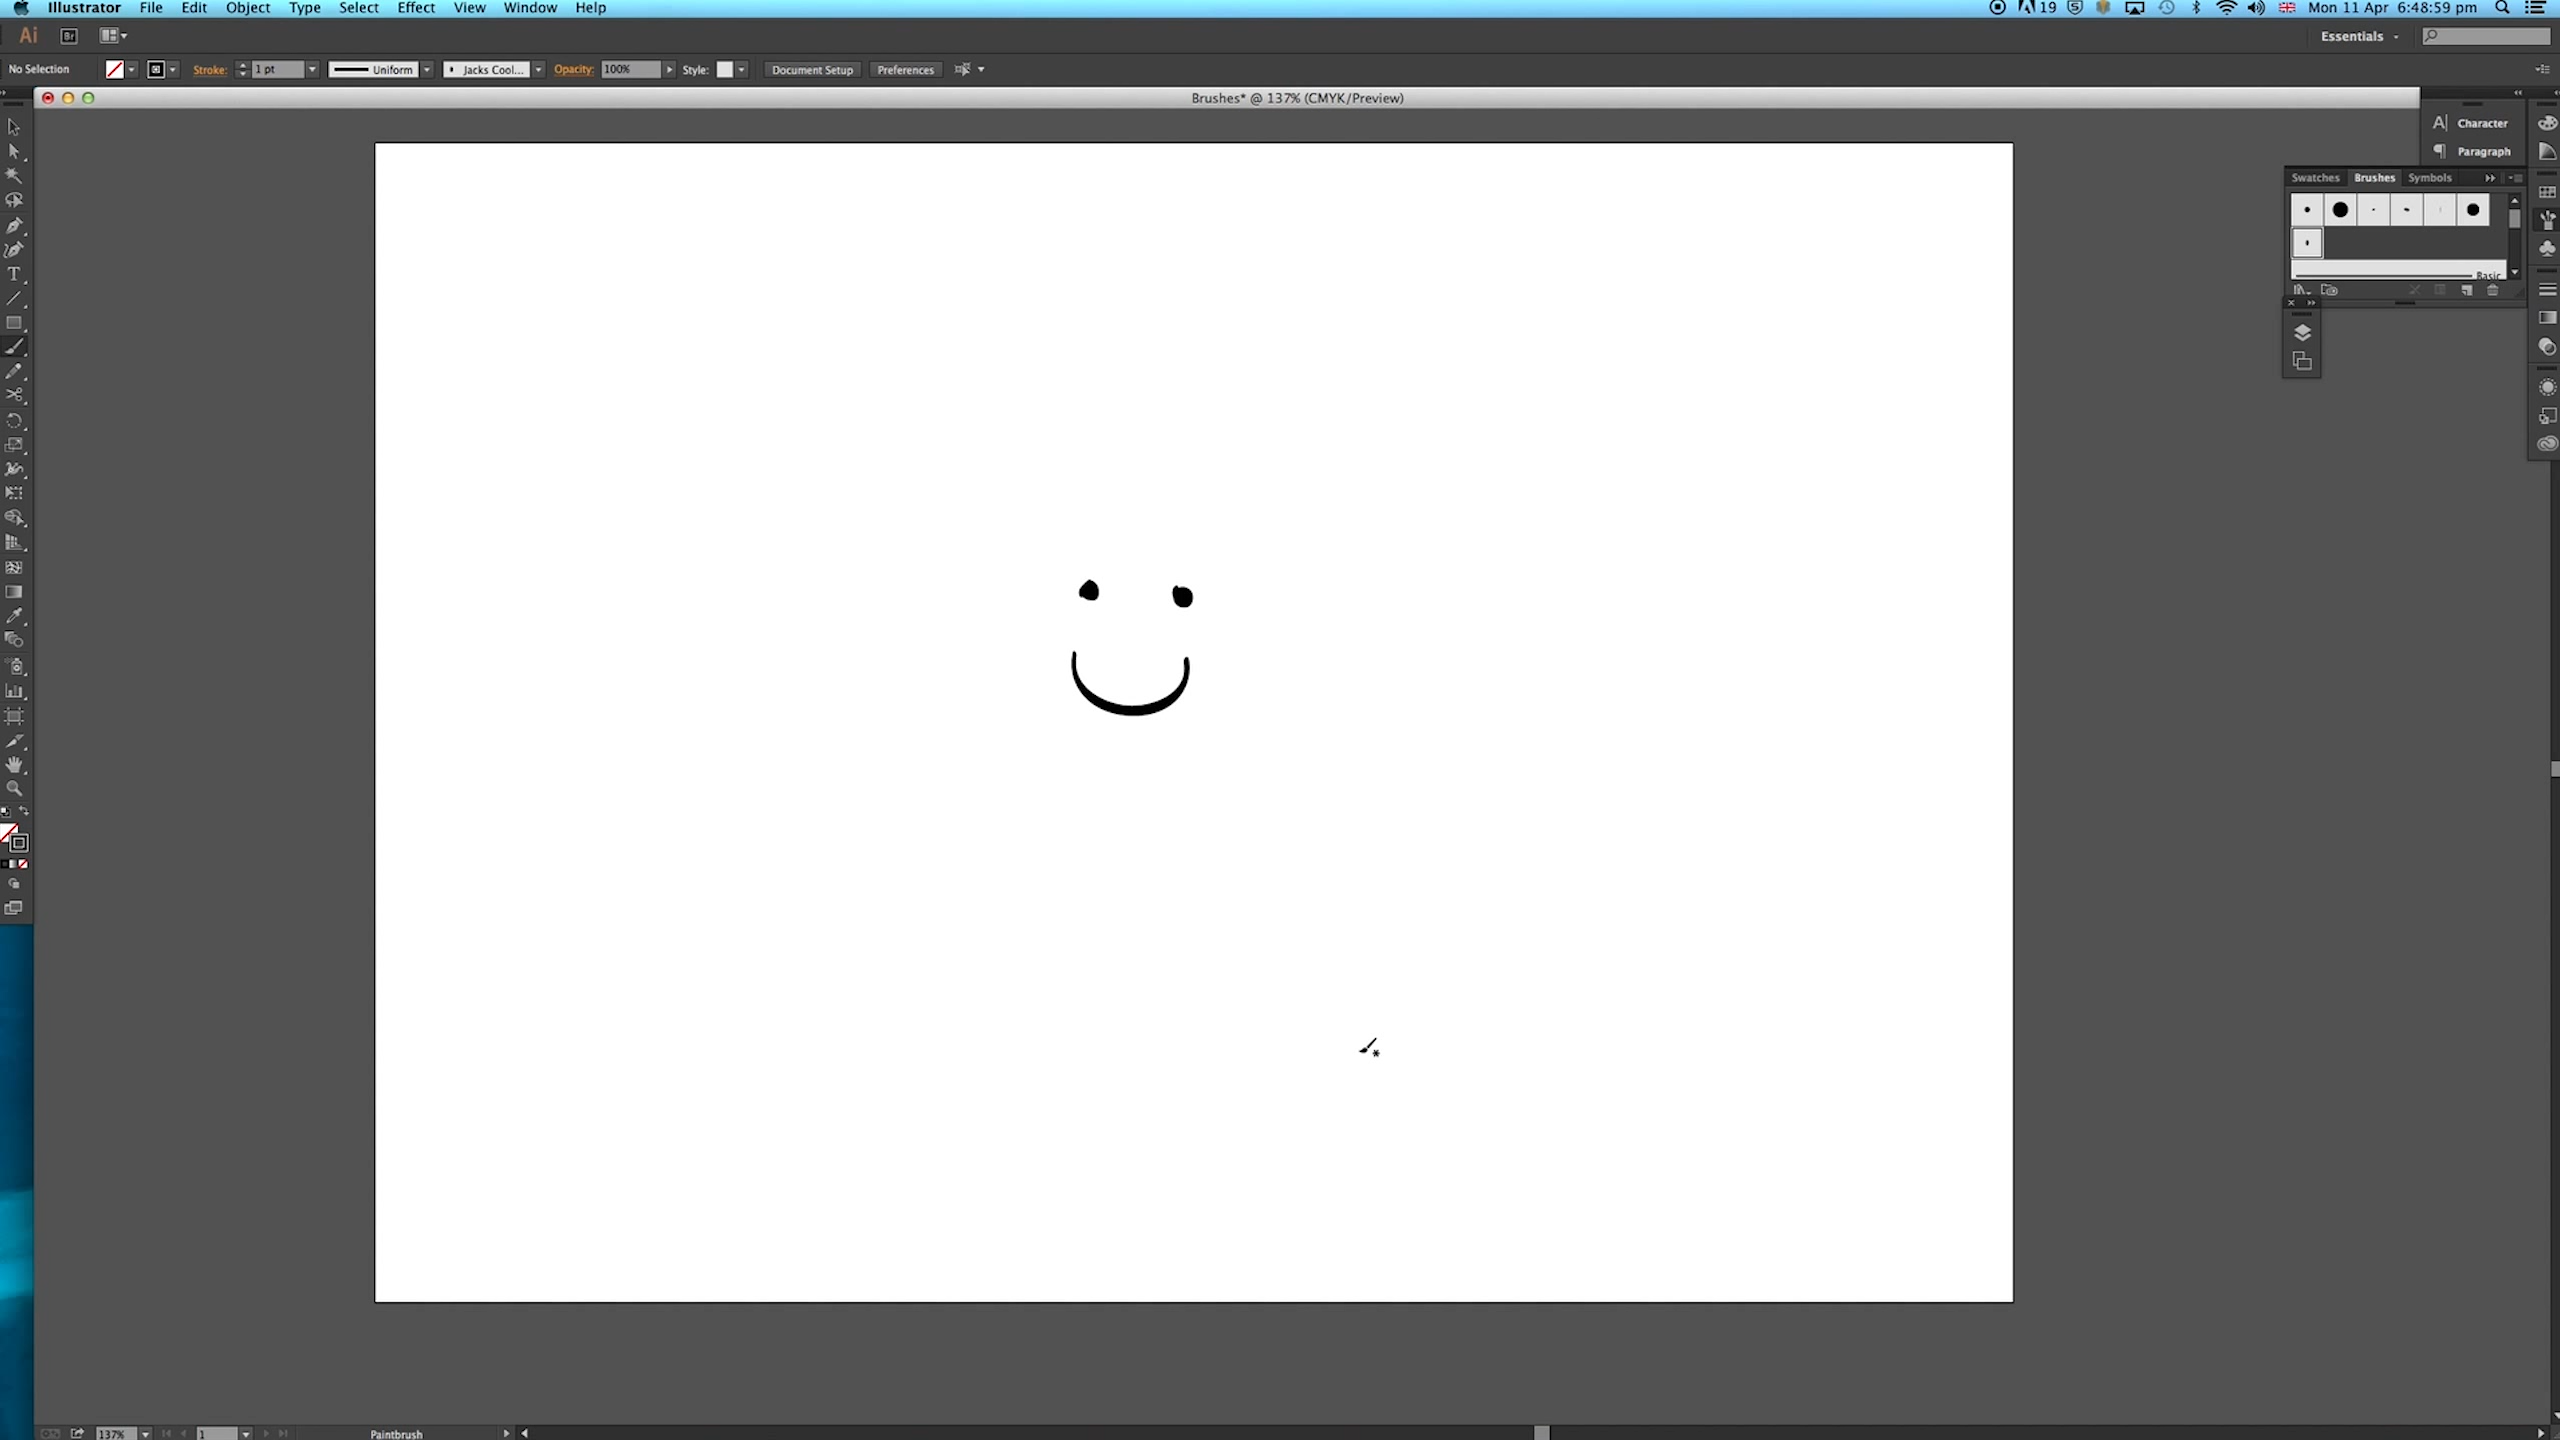 Illustrator File Edit Object Type Select Effect View Window Help 19 Mon 11 Apr 6:48:59 pm
Ai Br Essentials
No Selection Stroke: 1 pt Uniform Jacks Cool... Opacity: 100% Style: Document Setup Preferences
Brushes* @ 137% (CMYK/Preview)
A Character
Paragraph
Swatches Brushes Symbols
Basic
T
137% 1 Paintbrush